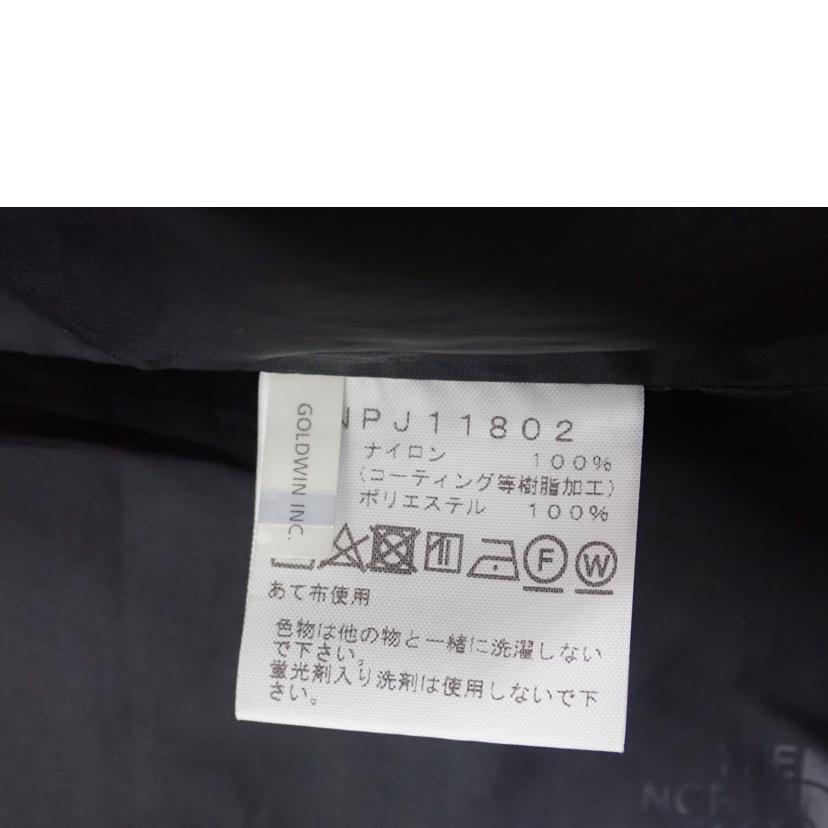 GOLDWIN INC.
NPJ11802
ナイロン 100%
(コーティング等樹脂加工)
ポリエステル 100%
F W
あて布使用
色物は他の物と一緒に洗濯しない
で下さい。
蛍光剤入り洗剤は使用しないで下
さい。